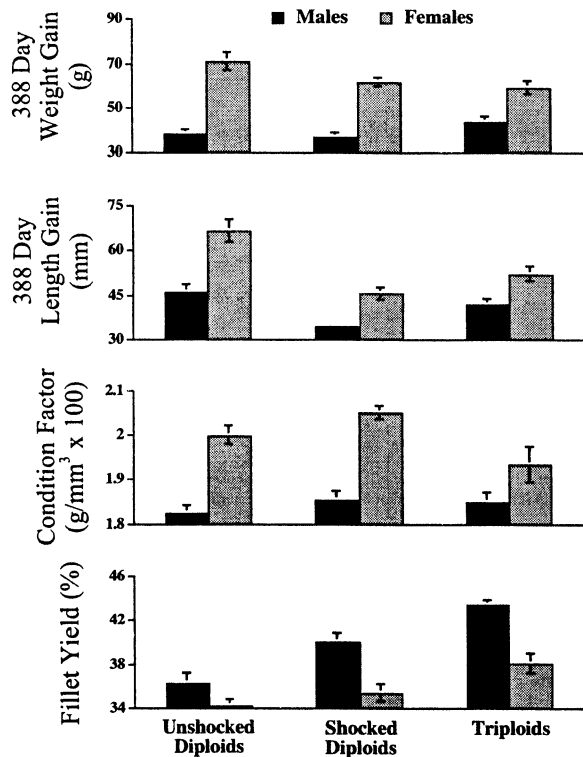 Males Females
388 Day
Weight Gain
(g)
90
70
50
30
388 Day
Length Gain
(mm)
75
60
45
30
Condition Factor
(g/mm³ x 100)
2.1
2
1.9
1.8
Fillet Yield (%)
46
42
38
34
Unshocked
Diploids
Shocked
Diploids
Triploids